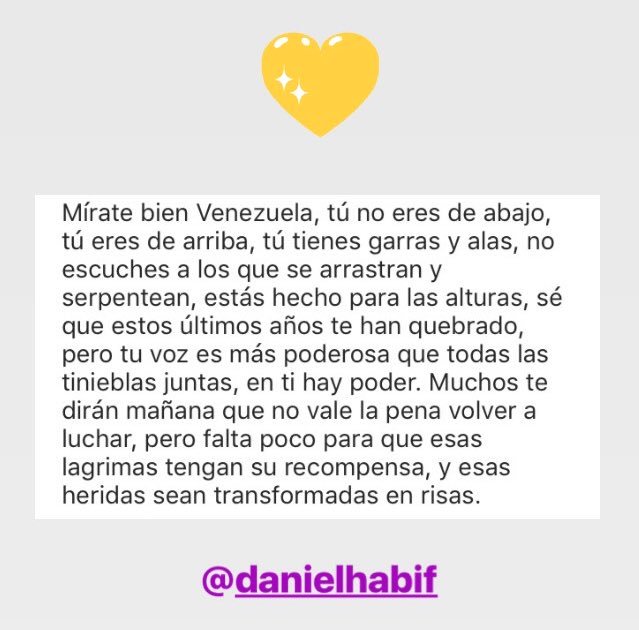 Mírate bien Venezuela, tú no eres de abajo,
tú eres de arriba, tú tienes garras y alas, no
escuches a los que se arrastran y
serpentean, estás hecho para las alturas, sé
que estos últimos años te han quebrado,
pero tu voz es más poderosa que todas las
tinieblas juntas, en ti hay poder. Muchos te
dirán mañana que no vale la pena volver a
luchar, pero falta poco para que esas
lagrimas tengan su recompensa, y esas
heridas sean transformadas en risas.
@danielhabif